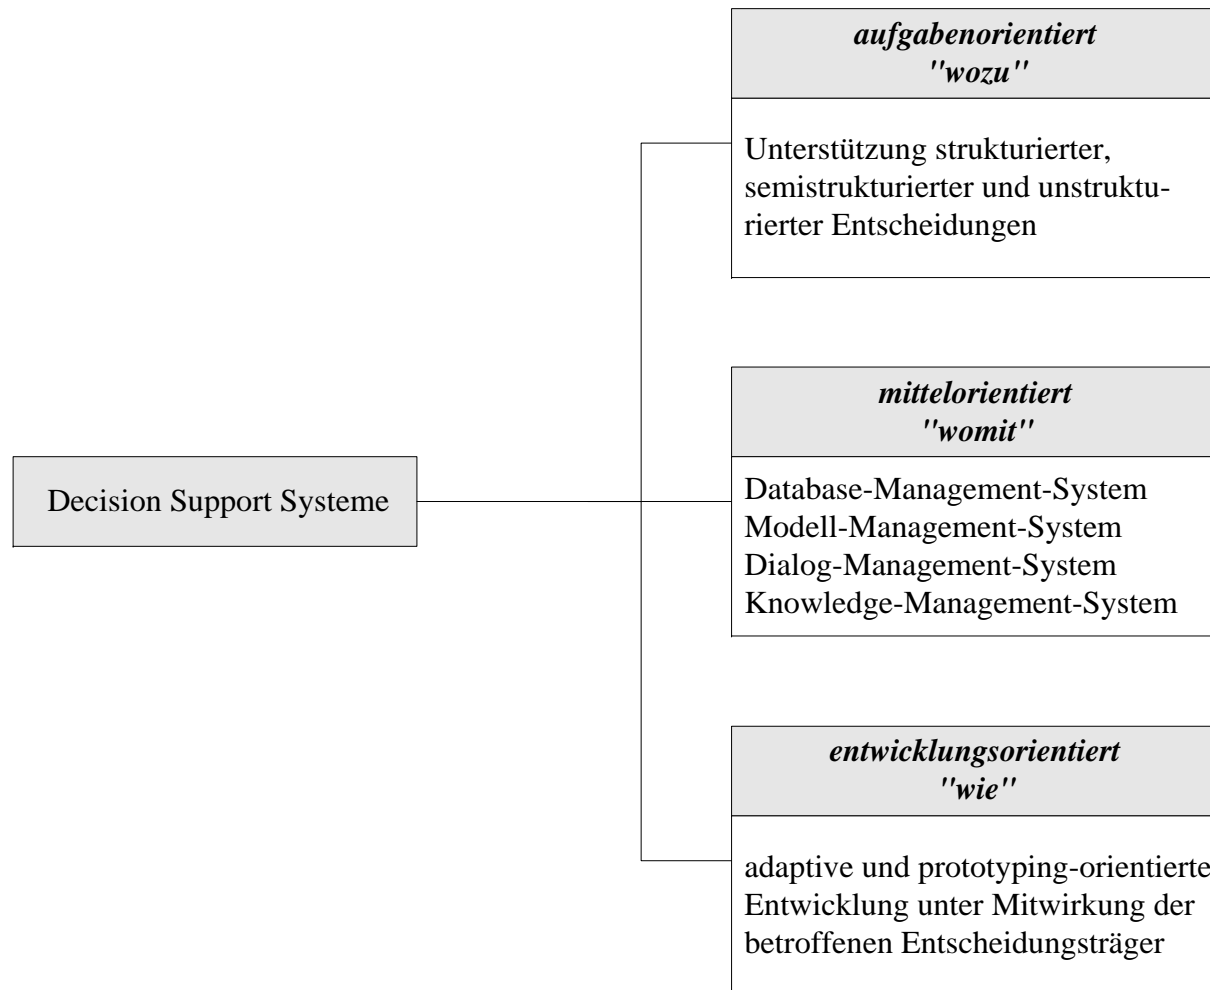 aufgabenorientiert
"wozu"
Unterstützung strukturierter,
semistrukturierter und unstruktu-
rierter Entscheidungen
mittelorientiert
"womit"
Decision Support Systeme
Database-Management-System
Modell-Management-System
Dialog-Management-System
Knowledge-Management-System
entwicklungsorientiert
"wie"
adaptive und prototyping-orientierte
Entwicklung unter Mitwirkung der
betroffenen Entscheidungsträger